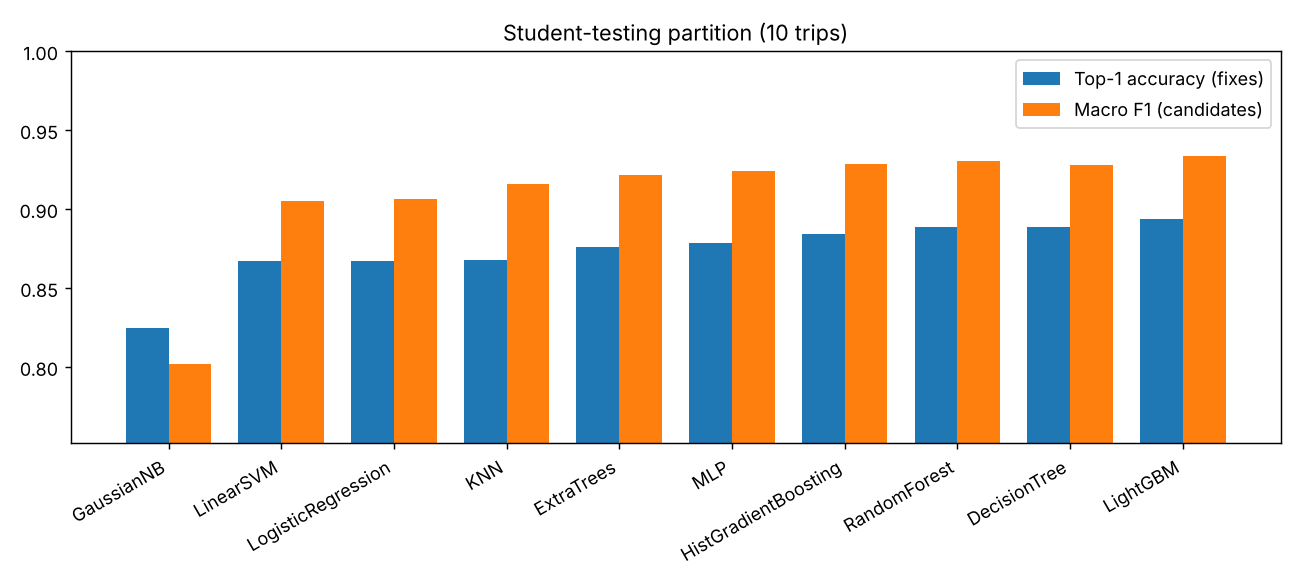 Student-testing partition (10 trips)
Top-1 accuracy (fixes)
Macro F1 (candidates)
1.00
0.95
0.90
0.85
0.80
GaussianNB
LinearSVM
LogisticRegression
KNN
ExtraTrees
MLP
HistGradientBoosting
RandomForest
DecisionTree
LightGBM